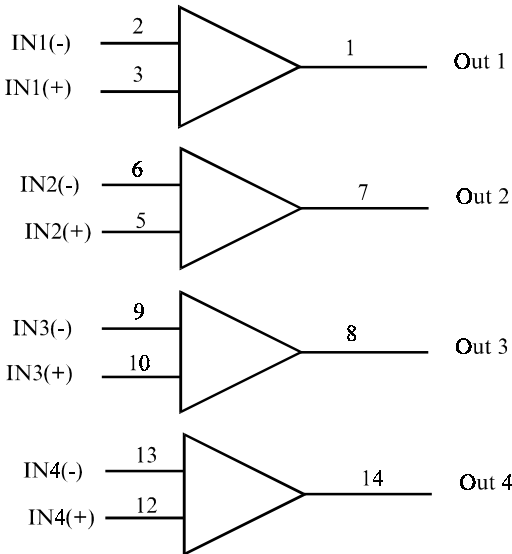 IN1(-) 2 1 Out 1
IN1(+) 3
IN2(-) 6 7 Out 2
IN2(+) 5
IN3(-) 9 8 Out 3
IN3(+) 10
IN4(-) 13 14 Out 4
IN4(+) 12